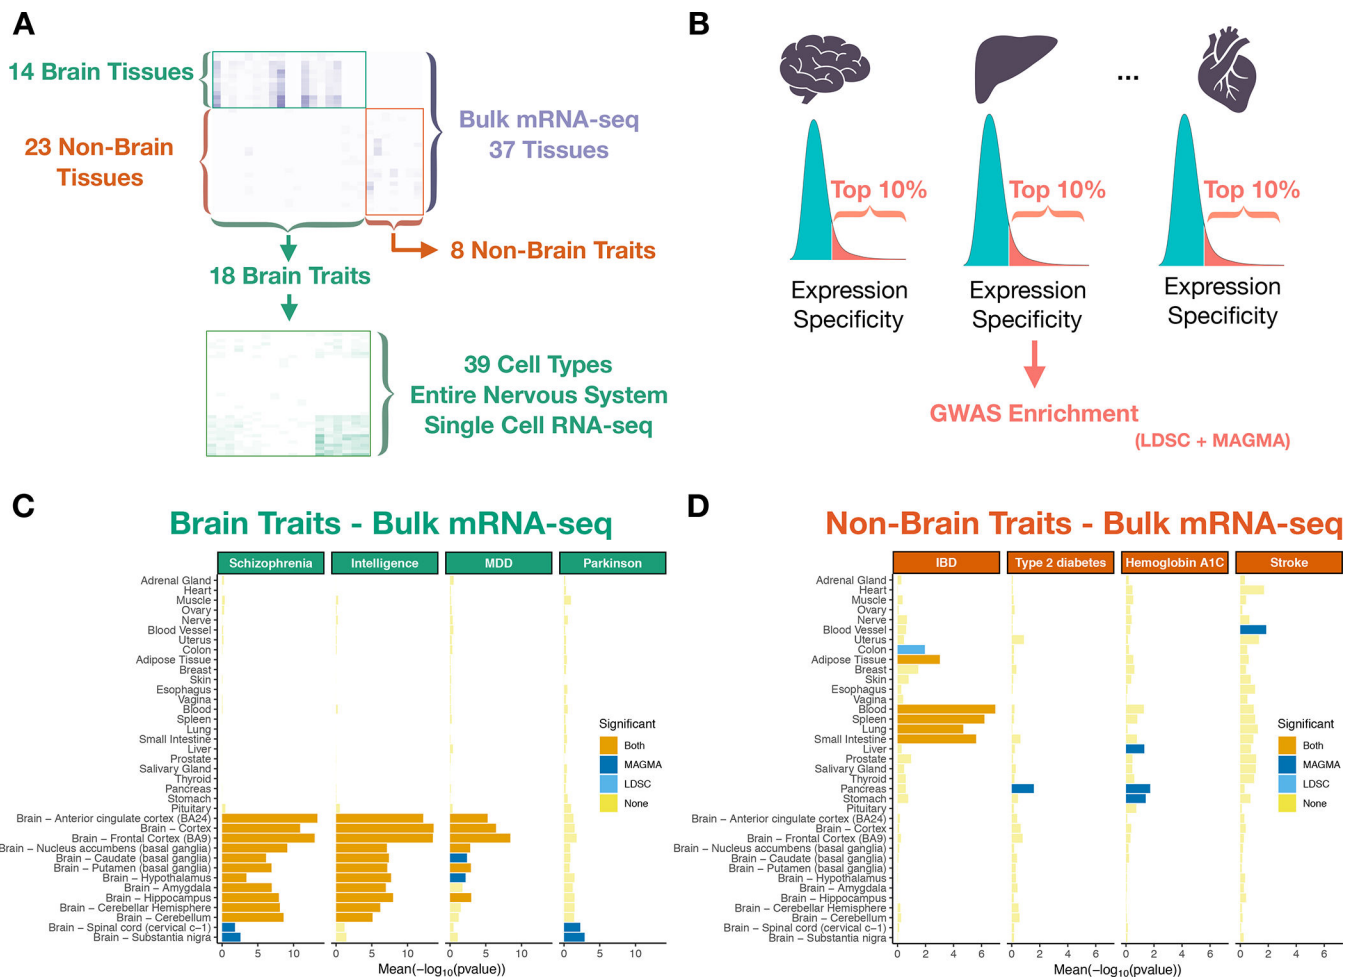 A
14 Brain Tissues
23 Non-Brain
Tissues
Bulk mRNA-seq
37 Tissues
8 Non-Brain Traits
18 Brain Traits
39 Cell Types
Entire Nervous System
Single Cell RNA-seq
B
...
Top 10%
Top 10%
Top 10%
Expression
Specificity
Expression
Specificity
Expression
Specificity
GWAS Enrichment
(LDSC + MAGMA)
C
Brain Traits - Bulk mRNA-seq
Schizophrenia
Intelligence
MDD
Parkinson
Adrenal Gland
Heart
Muscle
Ovary
Nerve
Blood Vessel
Uterus
Colon
Adipose Tissue
Breast
Skin
Esophagus
Vagina
Blood
Spleen
Lung
Small Intestine
Liver
Prostate
Salivary Gland
Thyroid
Pancreas
Stomach
Pituitary
Brain − Anterior cingulate cortex (BA24)
Brain − Cortex
Brain − Frontal Cortex (BA9)
Brain − Nucleus accumbens (basal ganglia)
Brain − Caudate (basal ganglia)
Brain − Putamen (basal ganglia)
Brain − Hypothalamus
Brain − Amygdala
Brain − Hippocampus
Brain − Cerebellar Hemisphere
Brain − Cerebellum
Brain − Spinal cord (cervical c−1)
Brain − Substantia nigra
0 5 10 0 5 10 0 5 10 0 5 10
Mean(−log10(pvalue))
Significant
Both
MAGMA
LDSC
None
D
Non-Brain Traits - Bulk mRNA-seq
IBD
Type 2 diabetes
Hemoglobin A1C
Stroke
Adrenal Gland
Heart
Muscle
Ovary
Nerve
Blood Vessel
Uterus
Colon
Adipose Tissue
Breast
Skin
Esophagus
Vagina
Blood
Spleen
Lung
Small Intestine
Liver
Prostate
Salivary Gland
Thyroid
Pancreas
Stomach
Pituitary
Brain − Anterior cingulate cortex (BA24)
Brain − Cortex
Brain − Frontal Cortex (BA9)
Brain − Nucleus accumbens (basal ganglia)
Brain − Caudate (basal ganglia)
Brain − Putamen (basal ganglia)
Brain − Hypothalamus
Brain − Amygdala
Brain − Hippocampus
Brain − Cerebellar Hemisphere
Brain − Cerebellum
Brain − Spinal cord (cervical c−1)
Brain − Substantia nigra
0 2 4 6 0 2 4 6 0 2 4 6 0 2 4 6
Mean(−log10(pvalue))
Significant
Both
MAGMA
LDSC
None